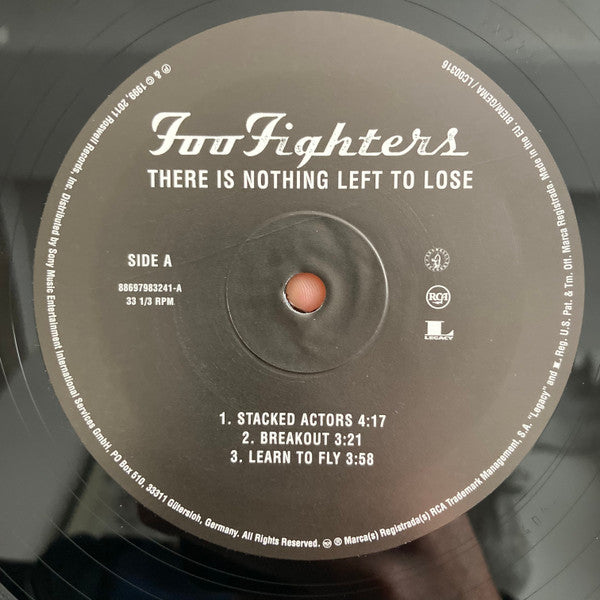 Foo Fighters
THERE IS NOTHING LEFT TO LOSE
SIDE A
88697983241-A
33 1/3 RPM
RCA
L
LEGACY
1. STACKED ACTORS 4:17
2. BREAKOUT 3:21
3. LEARN TO FLY 3:58
℗ & © 1999, 2011 Roswell Records, Inc. Distributed by Sony Music Entertainment International Services GmbH, PO Box 510, 33311 Gütersloh, Germany. All Rights Reserved. ® Marca(s) Registrada(s) RCA Trademark Management, S.A. "Legacy" and L Reg. U.S. Pat. & Tm. Off. Marca Registrada. Made in the EU. BIEM/GEMA / LC00316